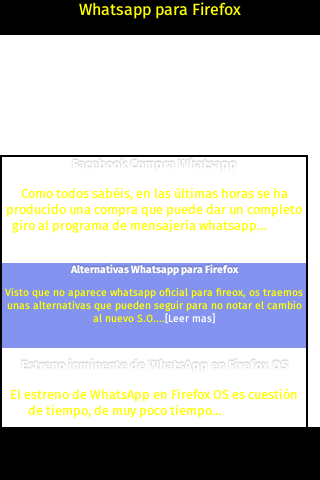 Whatsapp para Firefox
Facebook Compra Whatsapp
Como todos sabéis, en las últimas horas se ha
producido una compra que puede dar un completo
giro al programa de mensajería whatsapp...
Alternativas Whatsapp para Firefox
Visto que no aparece whatsapp oficial para fireox, os traemos
unas alternativas que pueden seguir para no notar el cambio
al nuevo S.O....[Leer mas]
Estreno inminente de WhatsApp en Firefox OS
El estreno de WhatsApp en Firefox OS es cuestión
de tiempo, de muy poco tiempo...